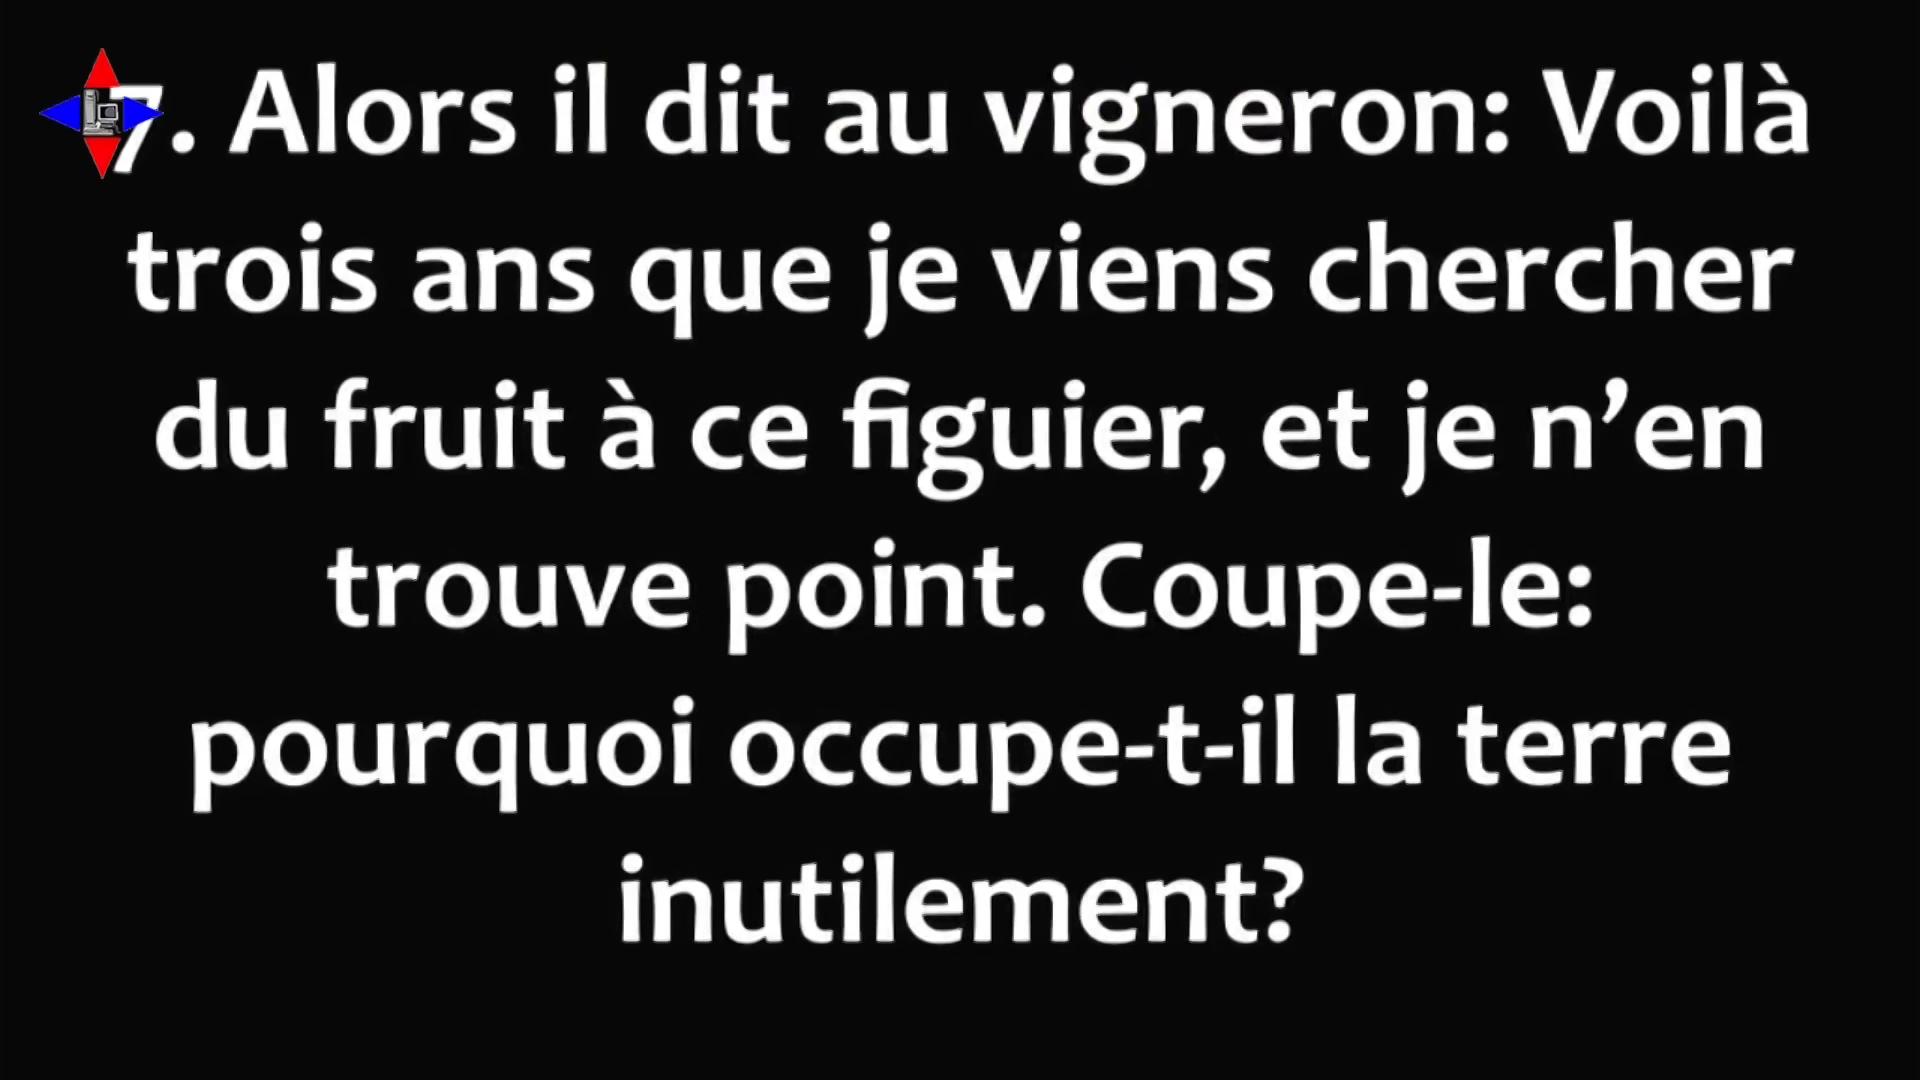 7. Alors il dit au vigneron: Voilà
trois ans que je viens chercher
du fruit à ce figuier, et je n’en
trouve point. Coupe-le:
pourquoi occupe-t-il la terre
inutilement?